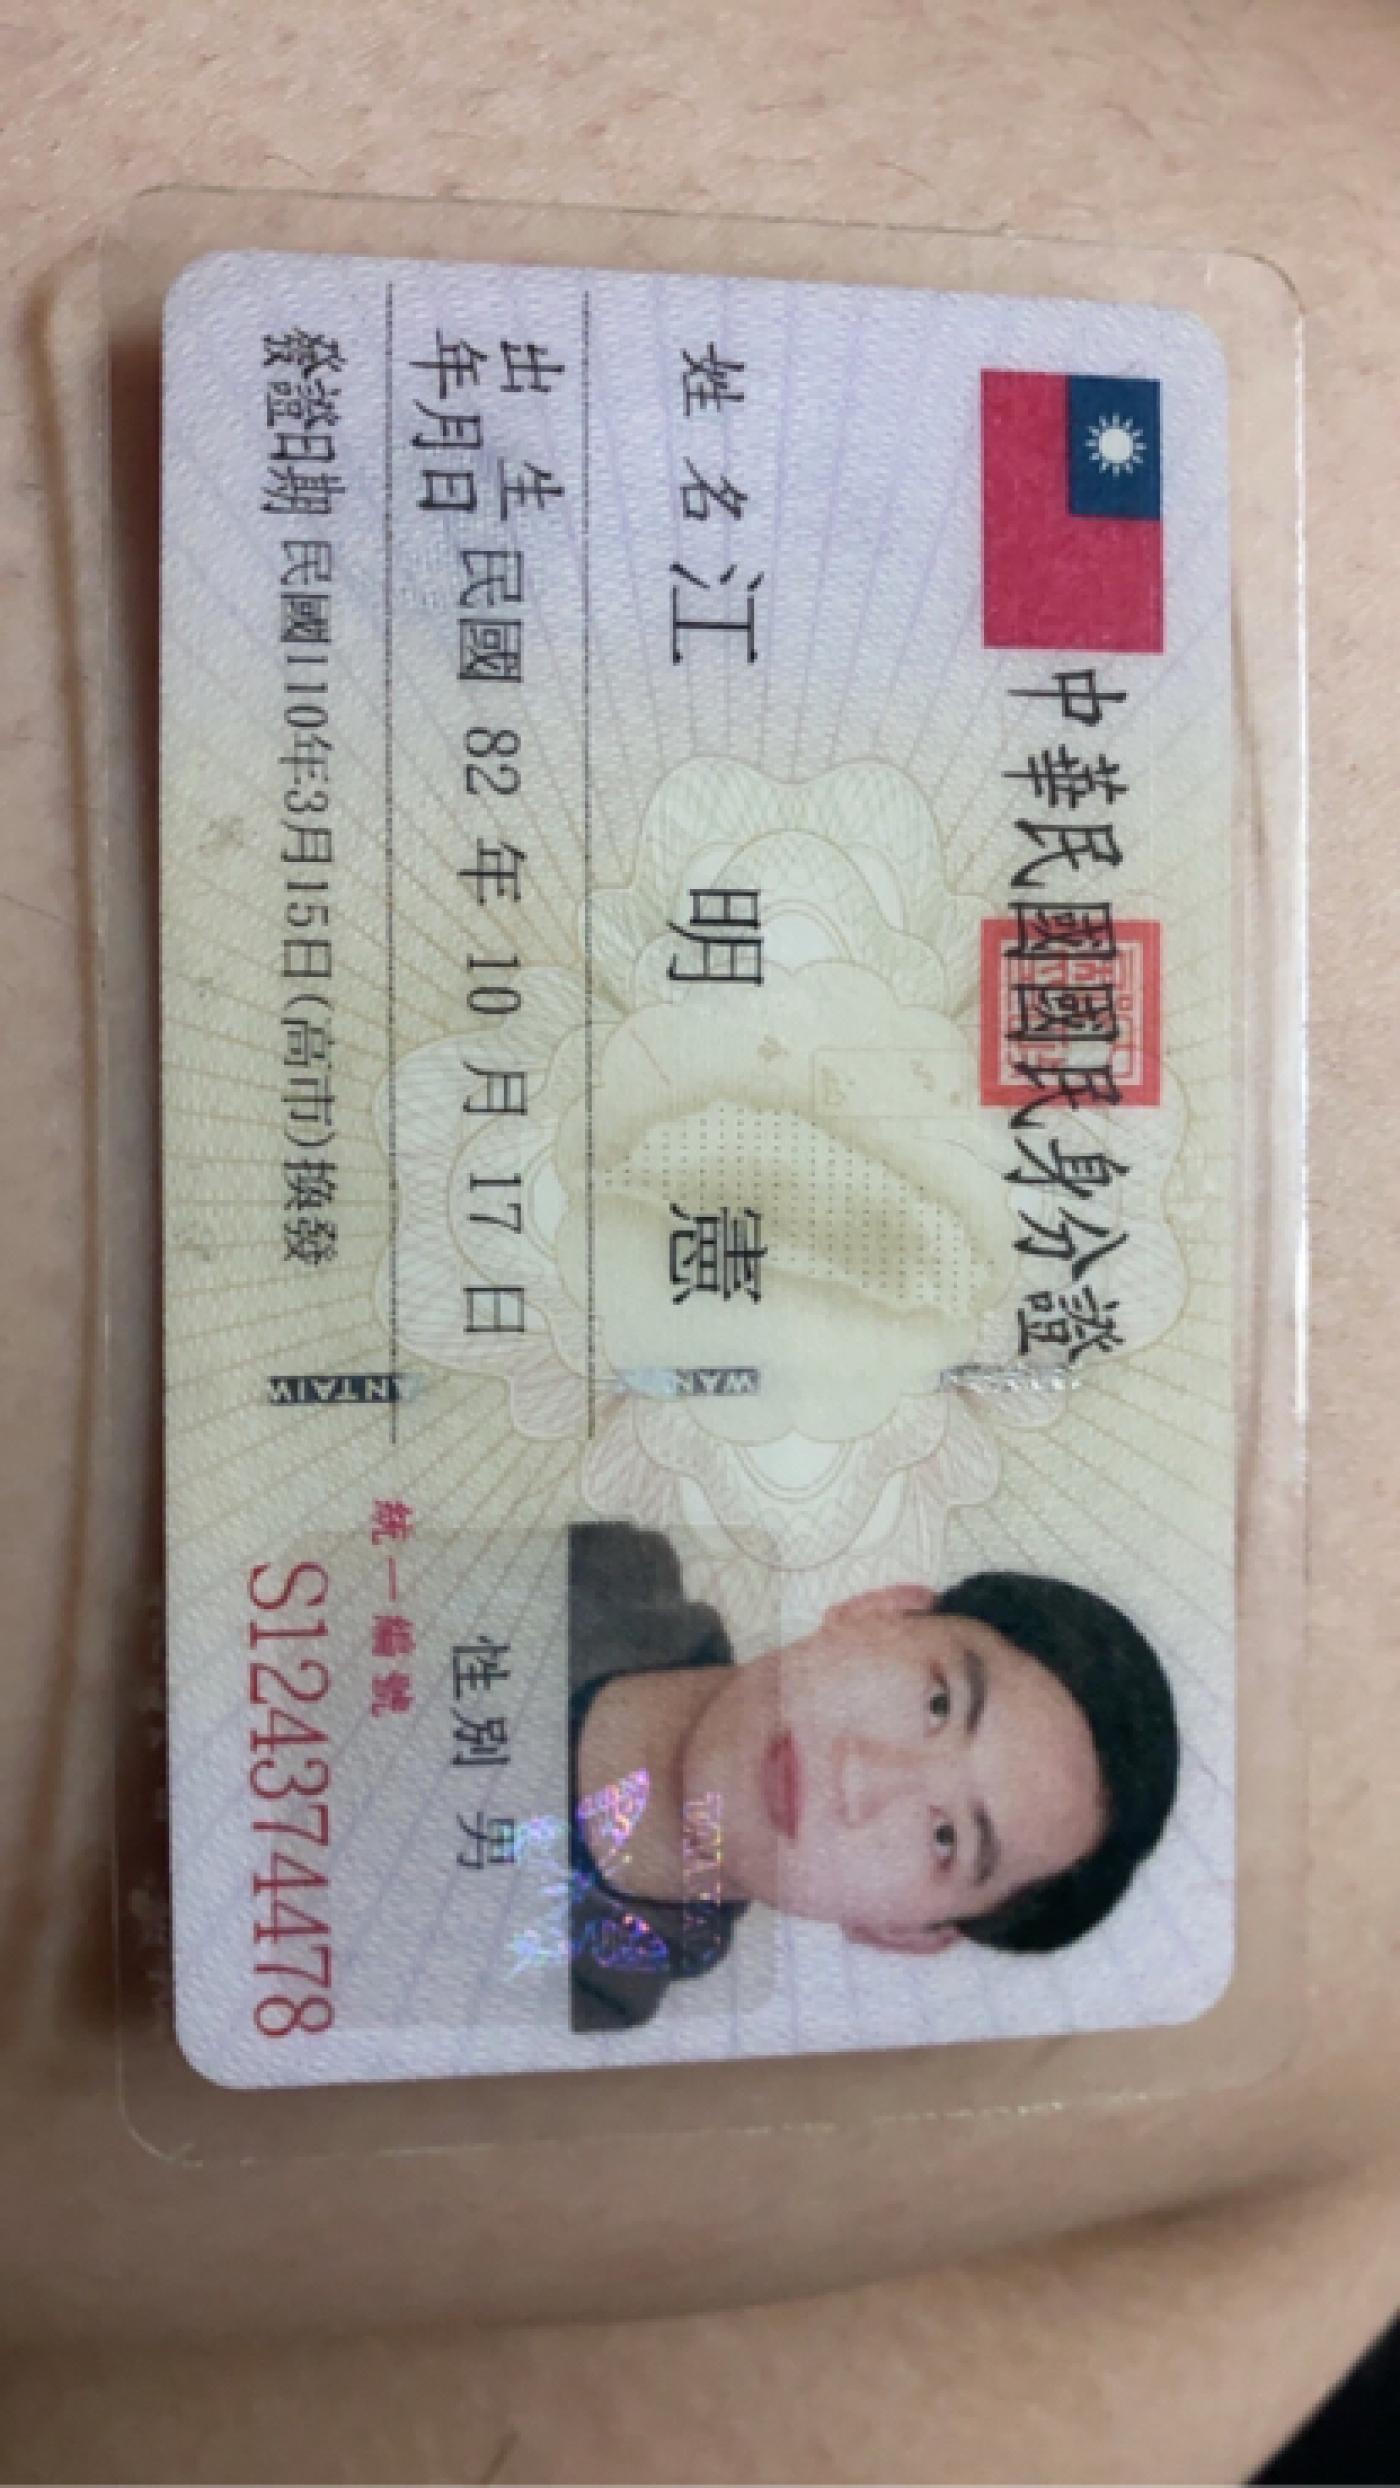 中華民國國民身分證
姓名 江明憲
出生年月日 民國 82 年 10 月 17 日
性別 男
發證日期 民國110年3月15日(高市)換發
統一編號
S124374478